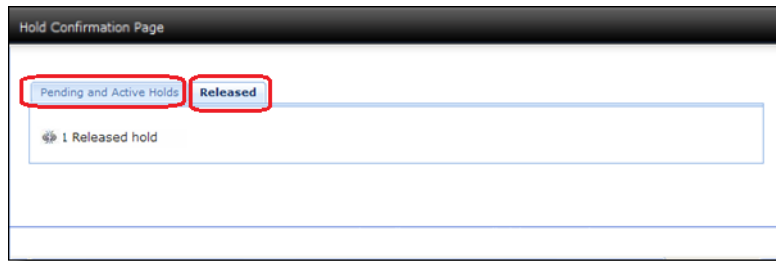 Hold Confirmation Page
Pending and Active Holds Released
1 Released hold